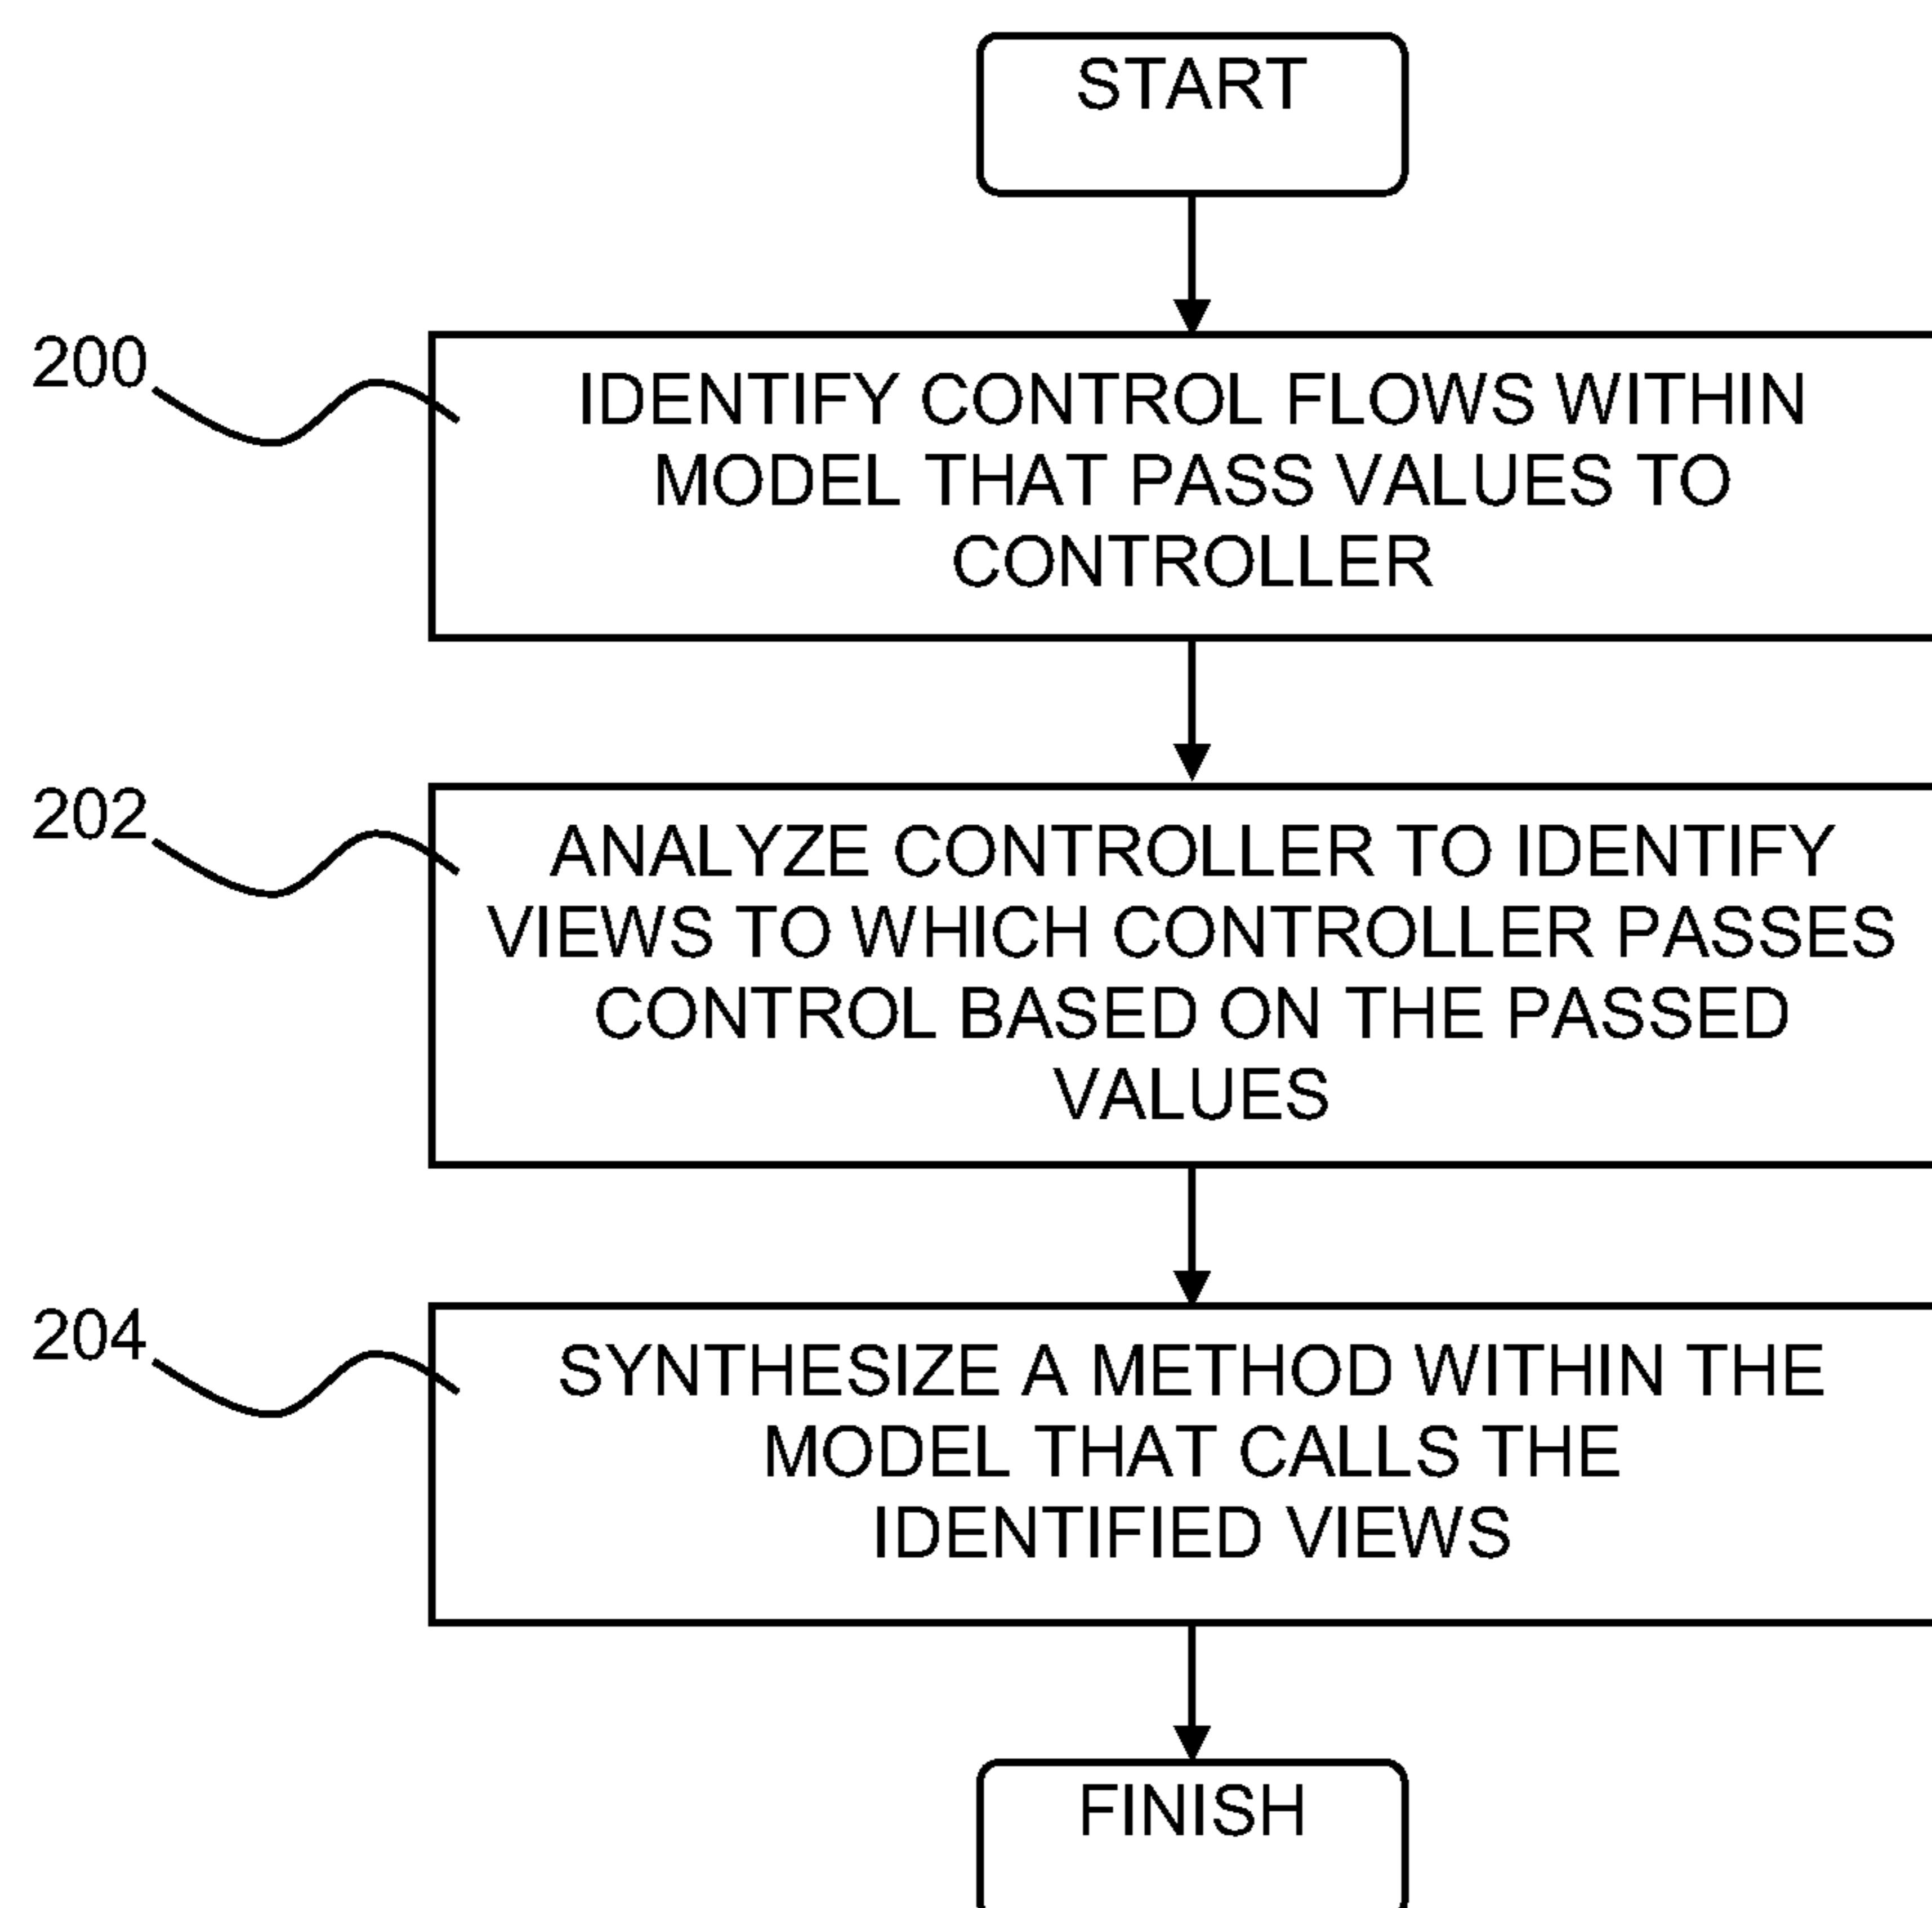 START
200
IDENTIFY CONTROL FLOWS WITHIN
MODEL THAT PASS VALUES TO
CONTROLLER
202
ANALYZE CONTROLLER TO IDENTIFY
VIEWS TO WHICH CONTROLLER PASSES
CONTROL BASED ON THE PASSED
VALUES
204
SYNTHESIZE A METHOD WITHIN THE
MODEL THAT CALLS THE
IDENTIFIED VIEWS
FINISH